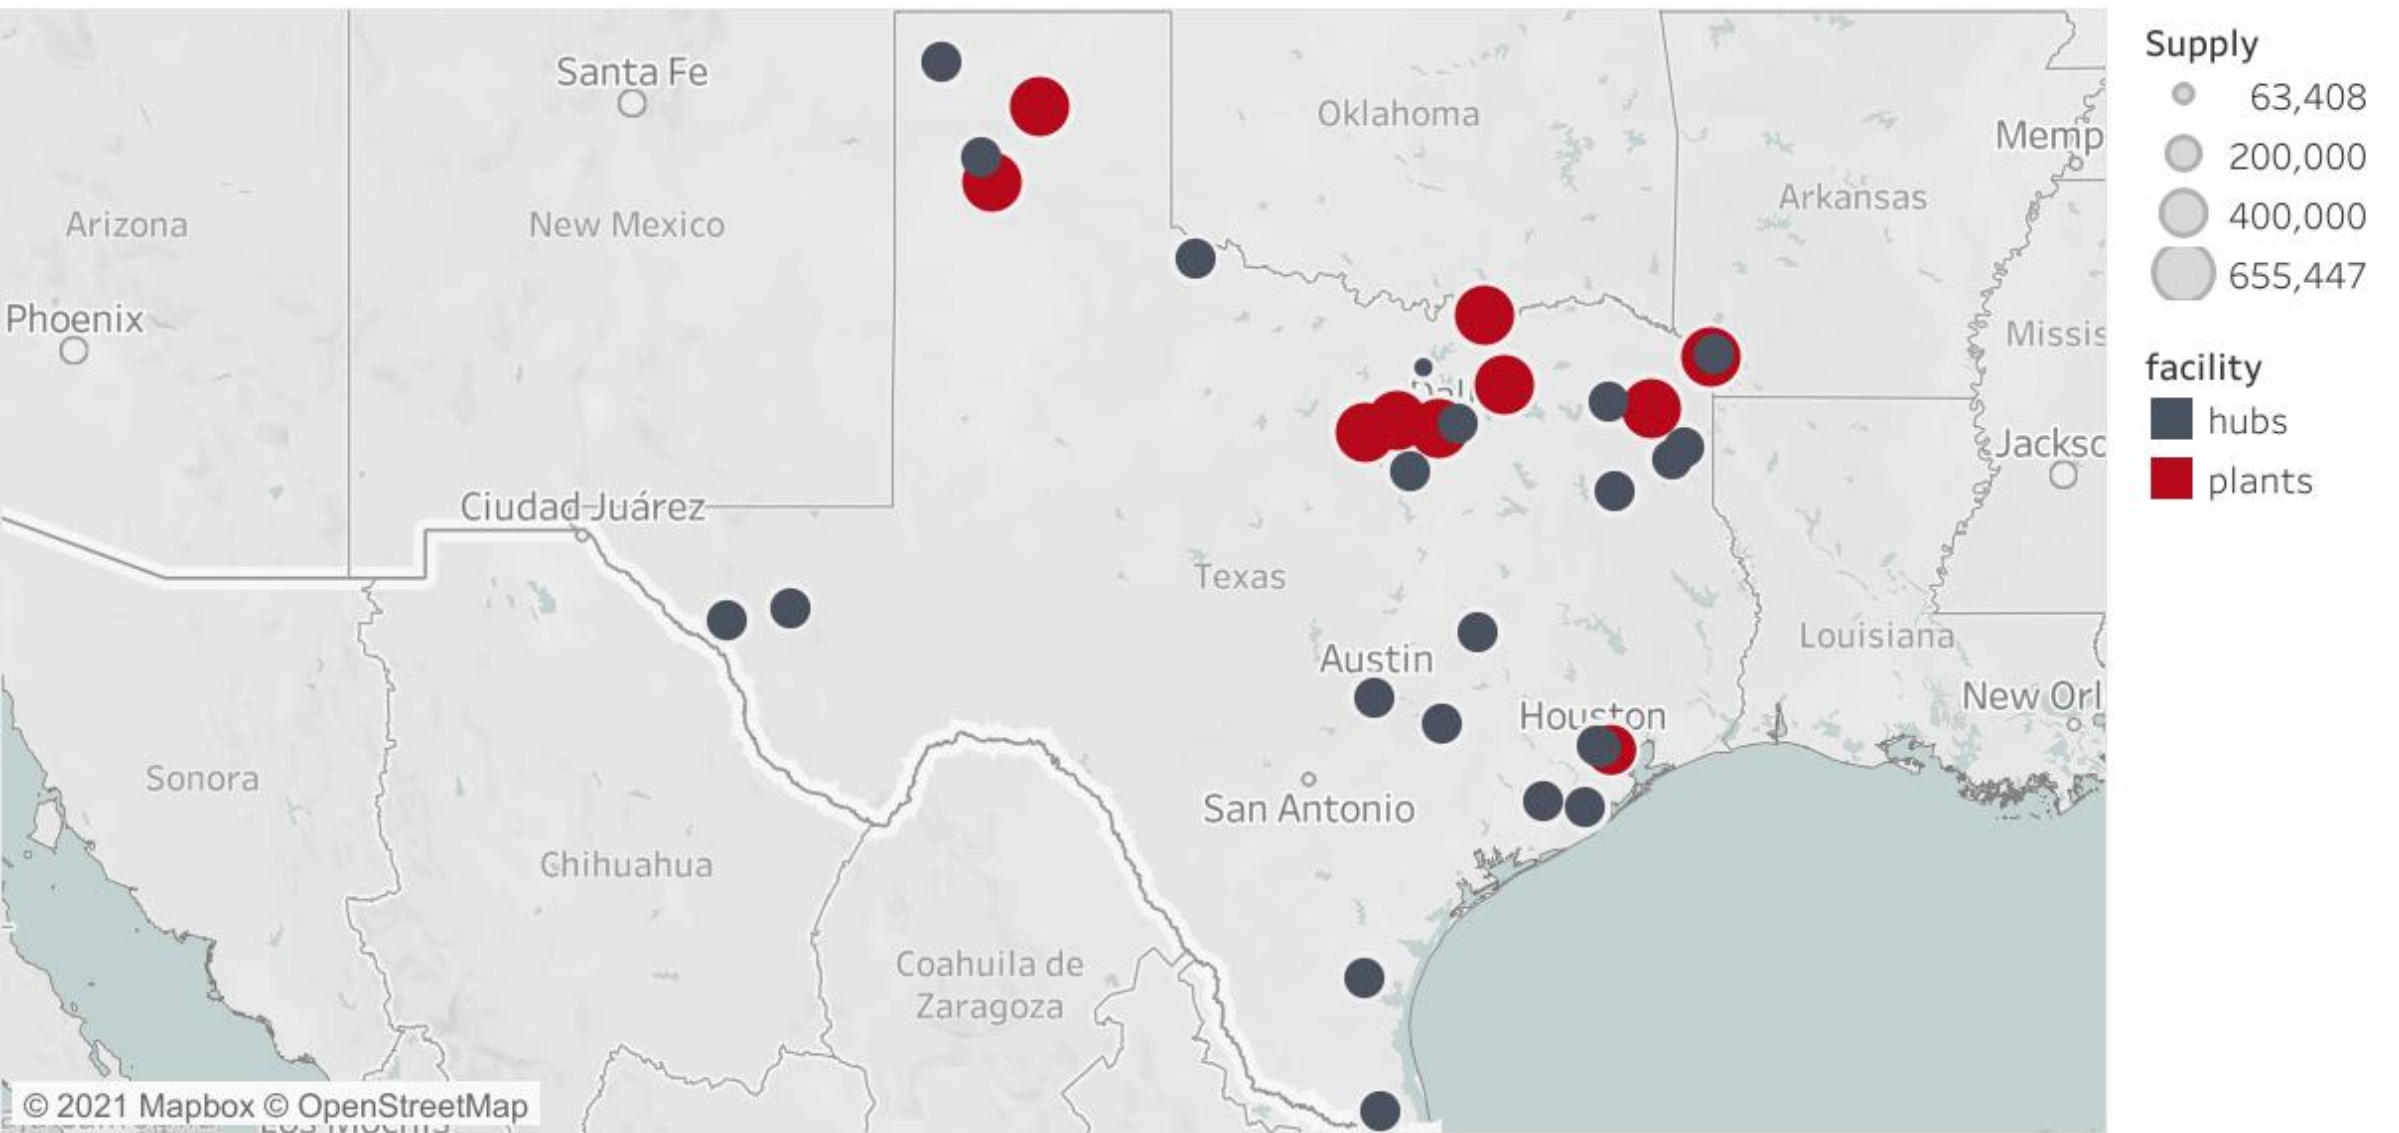 Santa Fe
Oklahoma
Memp
Arkansas
Arizona
New Mexico
Phoenix
Missis
Dall
Jackso
Ciudad Juárez
Texas
Louisiana
Austin
New Orl
Houston
Sonora
San Antonio
Chihuahua
Coahuila de
Zaragoza
© 2021 Mapbox © OpenStreetMap
Supply
63,408
200,000
400,000
655,447
facility
hubs
plants